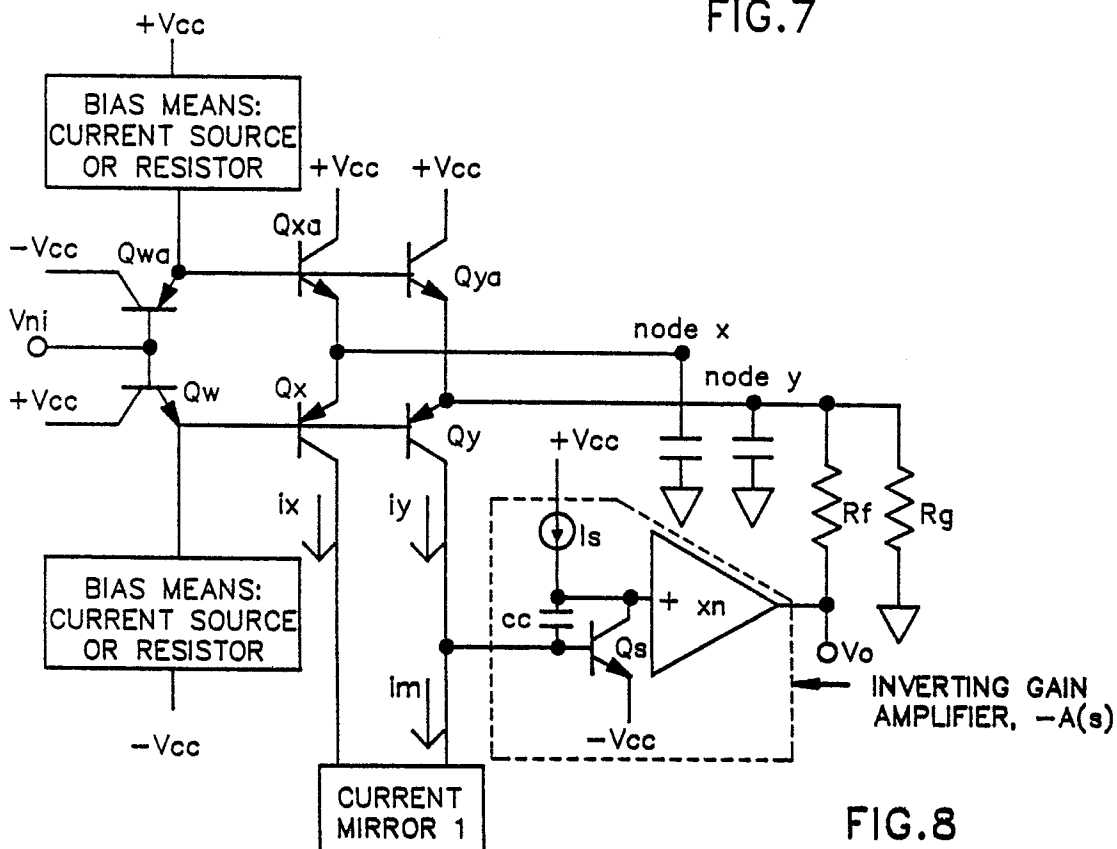 FIG.7
+Vcc
BIAS MEANS:
CURRENT SOURCE
OR RESISTOR
+Vcc
+Vcc
Qxa
-Vcc
Qwa
Qya
Vni
node x
node y
Qx
Qw
+Vcc
Qy
+Vcc
ix
iy
Is
Rf
Rg
BIAS MEANS:
CURRENT SOURCE
OR RESISTOR
+
xn
cc
Qs
Vo
im
INVERTING GAIN
AMPLIFIER, -A(s)
-Vcc
-Vcc
CURRENT
MIRROR 1
FIG.8